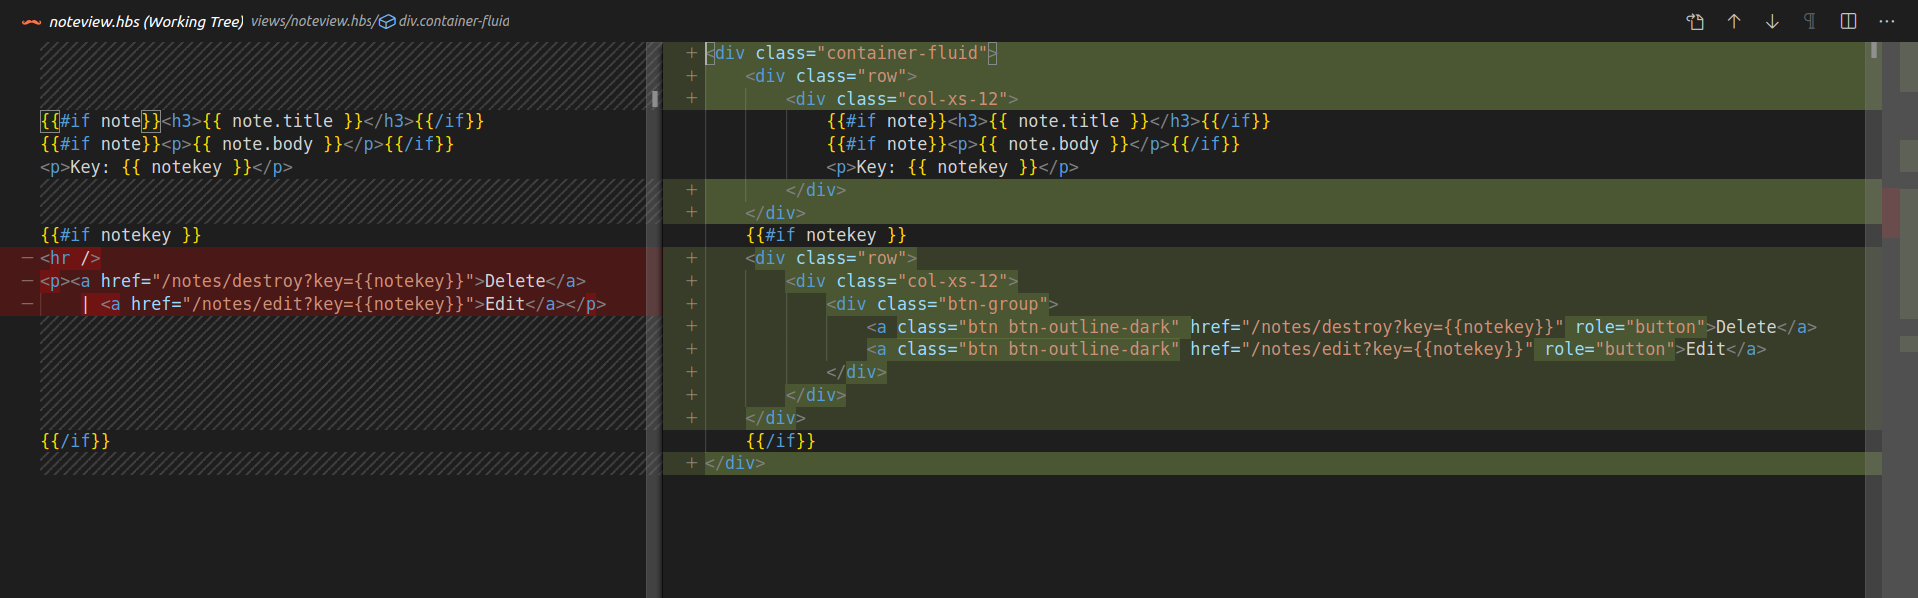 noteview.hbs (Working Tree) views/noteview.hbs/div.container-fluid
{{#if note}}<h3>{{ note.title }}</h3>{{/if}}
{{#if note}}<p>{{ note.body }}</p>{{/if}}
<p>Key: {{ notekey }}</p>
{{#if notekey }}
− <hr />
− <p><a href="/notes/destroy?key={{notekey}}">Delete</a>
− | <a href="/notes/edit?key={{notekey}}">Edit</a></p>
{{/if}}
+ <div class="container-fluid">
+ <div class="row">
+ <div class="col-xs-12">
{{#if note}}<h3>{{ note.title }}</h3>{{/if}}
{{#if note}}<p>{{ note.body }}</p>{{/if}}
<p>Key: {{ notekey }}</p>
+ </div>
+ </div>
{{#if notekey }}
+ <div class="row">
+ <div class="col-xs-12">
+ <div class="btn-group">
+ <a class="btn btn-outline-dark" href="/notes/destroy?key={{notekey}}" role="button">Delete</a>
+ <a class="btn btn-outline-dark" href="/notes/edit?key={{notekey}}" role="button">Edit</a>
+ </div>
+ </div>
+ </div>
{{/if}}
+ </div>